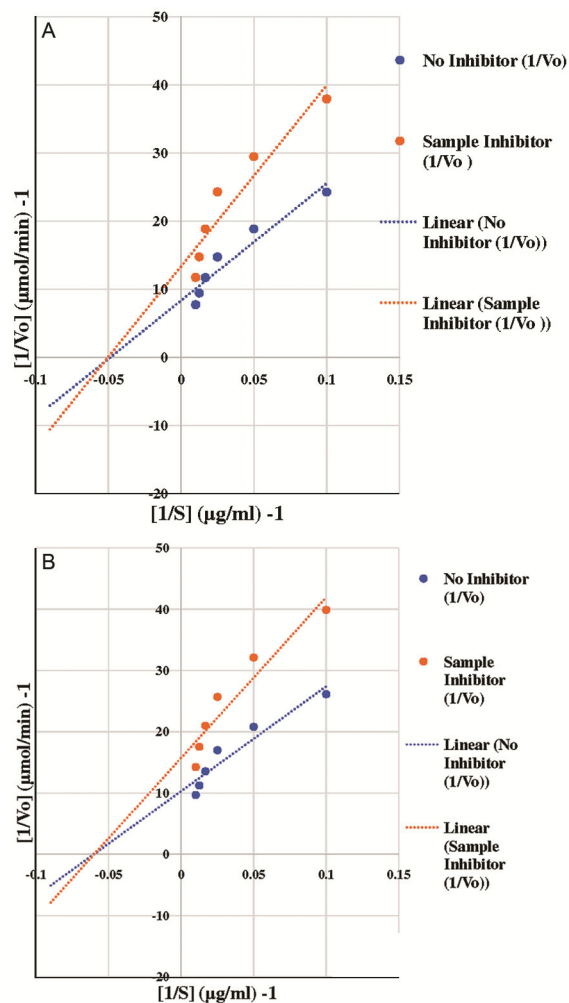 A
50
40
30
20
10
0
-10
-20
-0.1
-0.05
0
0.05
0.1
0.15
[1/Vo] (µmol/min) -1
[1/S] (µg/ml) -1
No Inhibitor (1/Vo)
Sample Inhibitor
(1/Vo )
Linear (No
Inhibitor (1/Vo))
Linear (Sample
Inhibitor (1/Vo ))
B
50
40
30
20
10
0
-10
-20
-0.1
-0.05
0
0.05
0.1
0.15
[1/Vo] (µmol/min) -1
[1/S] (µg/ml) -1
No Inhibitor
(1/Vo)
Sample
Inhibitor
(1/Vo)
Linear (No
Inhibitor
(1/Vo))
Linear
(Sample
Inhibitor
(1/Vo))